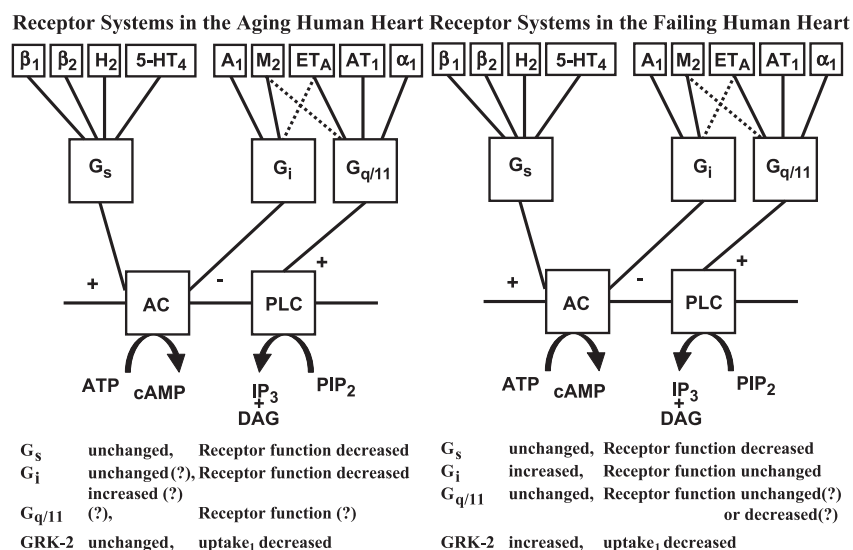 Receptor Systems in the Aging Human Heart
β1 β2 H2 5-HT4 A1 M2 ETA AT1 α1
Gs Gi Gq/11
+ - +
AC PLC
ATP cAMP IP3 PIP2
+
DAG
Gs unchanged, Receptor function decreased
Gi unchanged(?), Receptor function decreased
increased (?)
Gq/11 (?), Receptor function (?)
GRK-2 unchanged, uptake1 decreased
Receptor Systems in the Failing Human Heart
β1 β2 H2 5-HT4 A1 M2 ETA AT1 α1
Gs Gi Gq/11
+ - +
AC PLC
ATP cAMP IP3 PIP2
+
DAG
Gs unchanged, Receptor function decreased
Gi increased, Receptor function unchanged
Gq/11 unchanged, Receptor function unchanged(?)
or decreased(?)
GRK-2 increased, uptake1 decreased